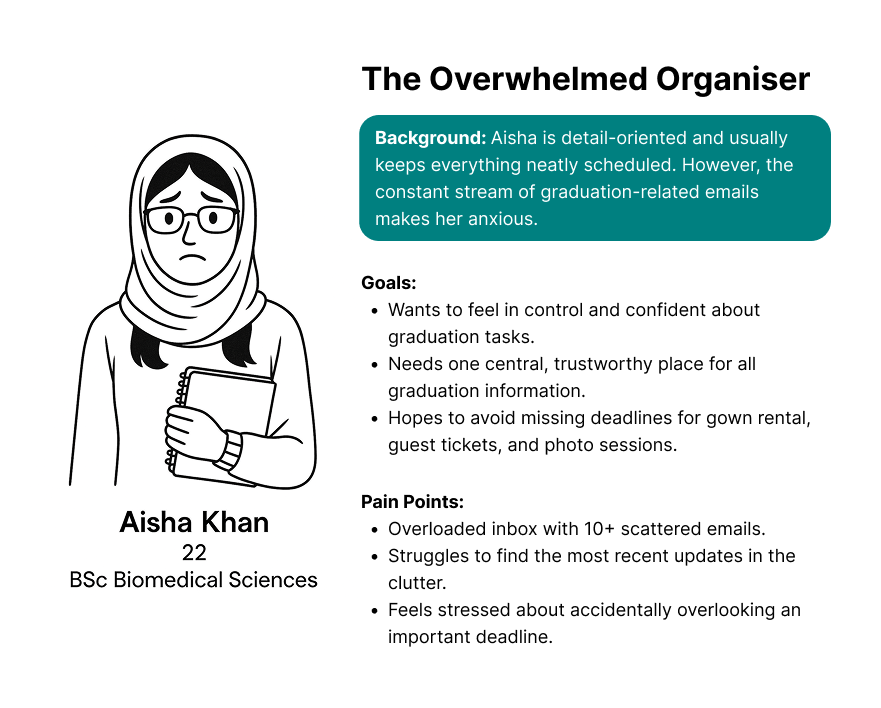 The Overwhelmed Organiser
Background: Aisha is detail-oriented and usually
keeps everything neatly scheduled. However, the
constant stream of graduation-related emails
makes her anxious.
Goals:
• Wants to feel in control and confident about
graduation tasks.
• Needs one central, trustworthy place for all
graduation information.
• Hopes to avoid missing deadlines for gown rental,
guest tickets, and photo sessions.
Pain Points:
• Overloaded inbox with 10+ scattered emails.
• Struggles to find the most recent updates in the
clutter.
• Feels stressed about accidentally overlooking an
important deadline.
Aisha Khan
22
BSc Biomedical Sciences